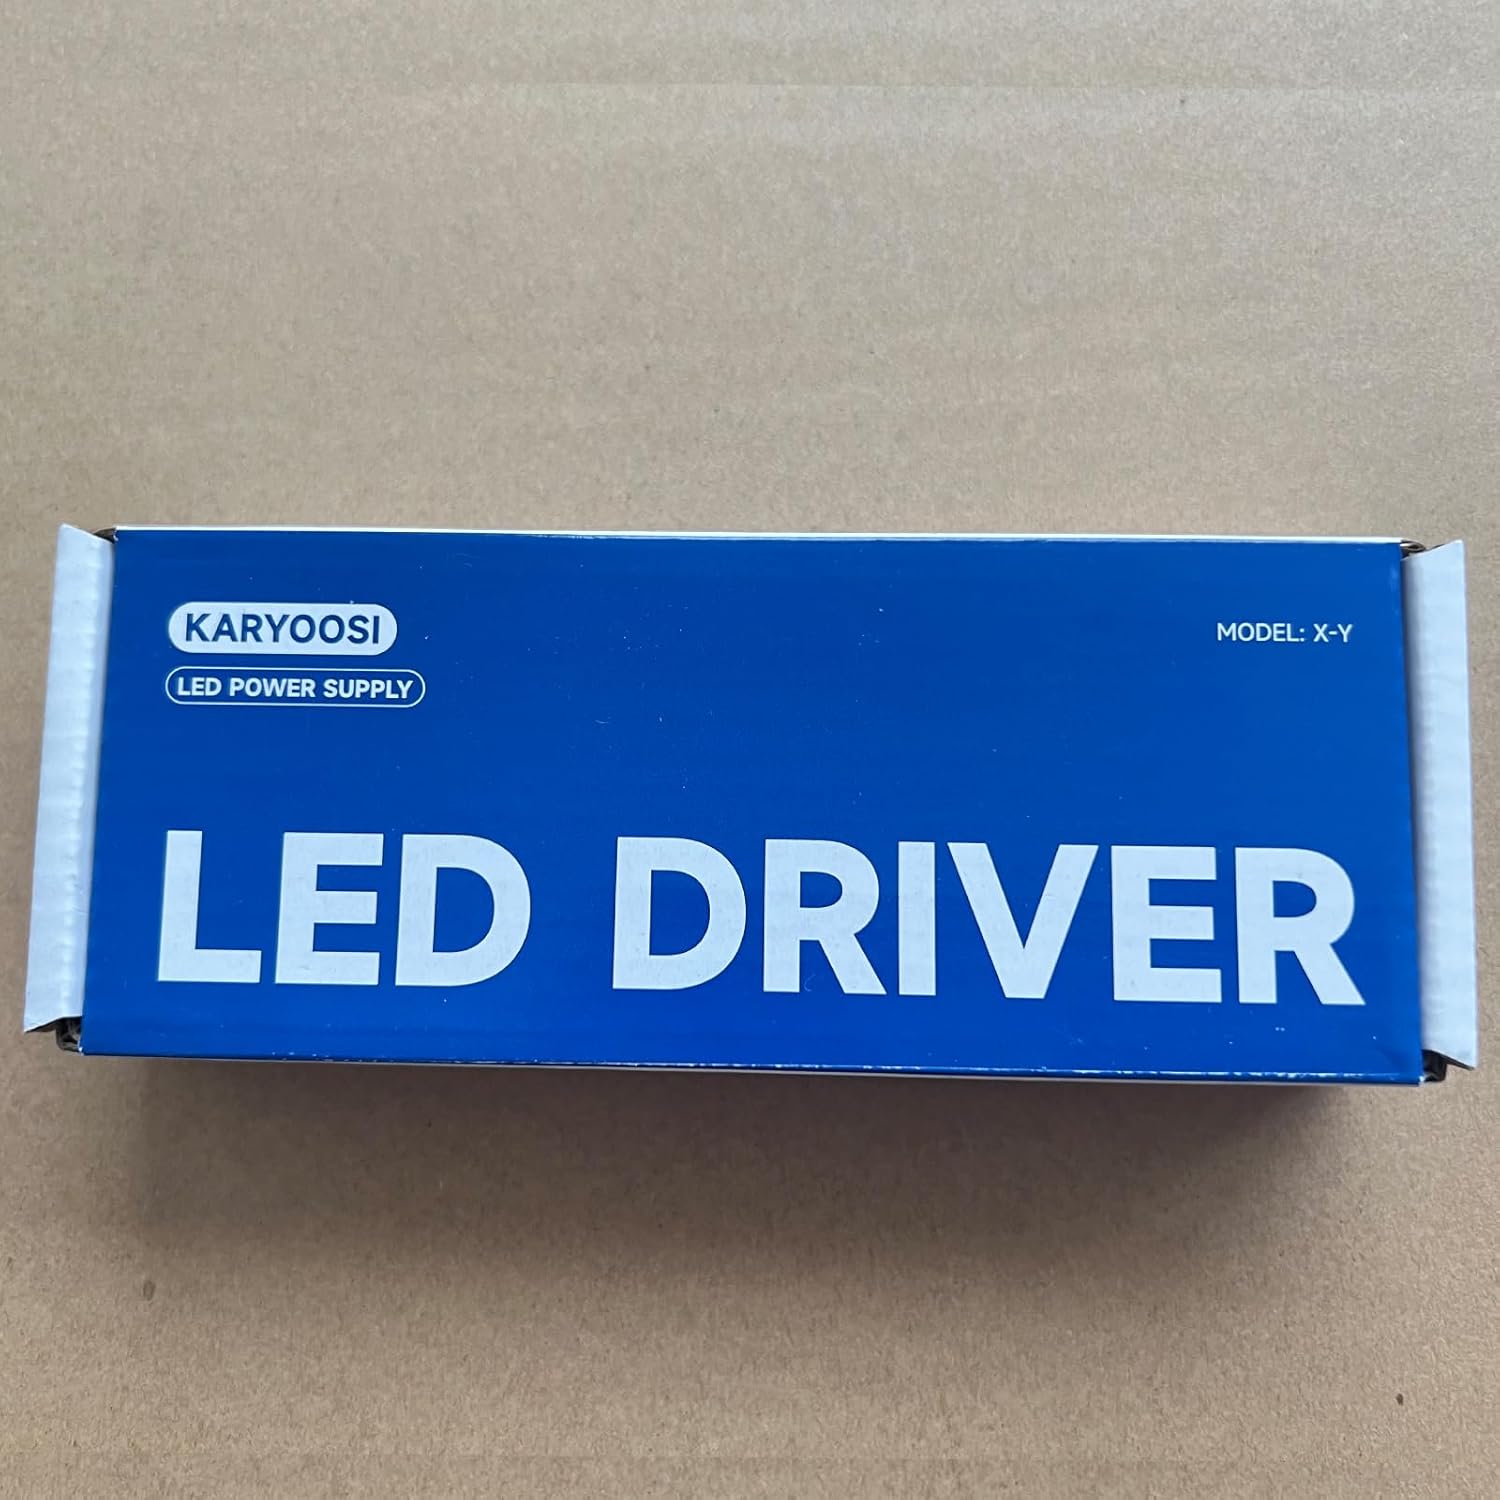 KARYOOSI
MODEL: X-Y
LED POWER SUPPLY
LED DRIVER